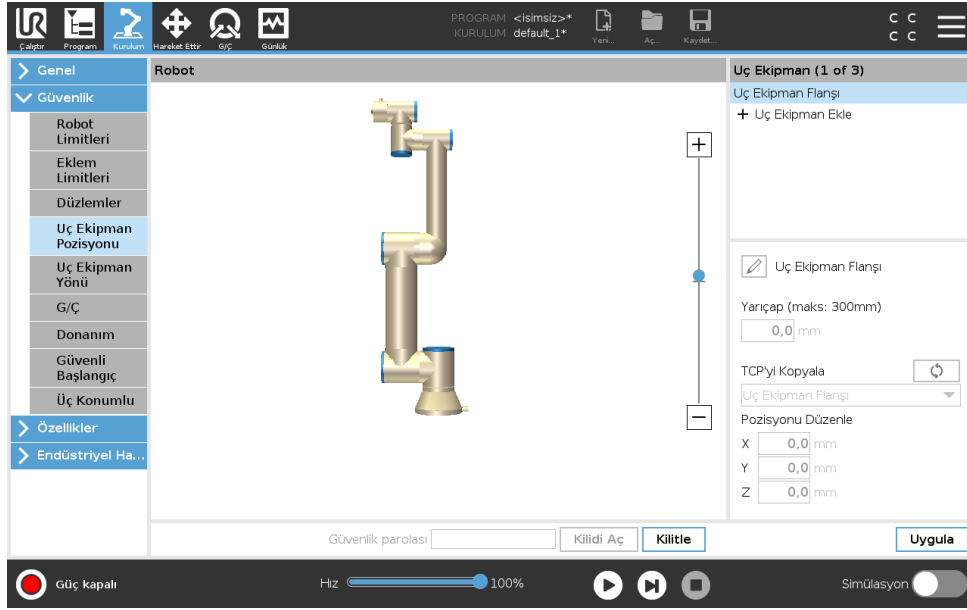 UR
PROGRAM <isimsiz>*
KURULUM default_1*
Çalıştır
Program
Kurulum
Hareket Ettir
G/Ç
Günlük
Yeni...
Aç...
Kaydet...
C C
C C
Genel
Güvenlik
Robot
Limitleri
Eklem
Limitleri
Düzlemler
Uç Ekipman
Pozisyonu
Uç Ekipman
Yönü
G/Ç
Donanım
Güvenli
Başlangıç
Üç Konumlu
Özellikler
Endüstriyel Ha...
Robot
Uç Ekipman (1 of 3)
Uç Ekipman Flanşı
+ Uç Ekipman Ekle
Uç Ekipman Flanşı
Yarıçap (maks: 300mm)
0,0 mm
TCP'yi Kopyala
Uç Ekipman Flanşı
Pozisyonu Düzenle
X 0,0 mm
Y 0,0 mm
Z 0,0 mm
Güvenlik parolası
Kilidi Aç
Kilitle
Uygula
Güç kapalı
Hız
100%
Simülasyon